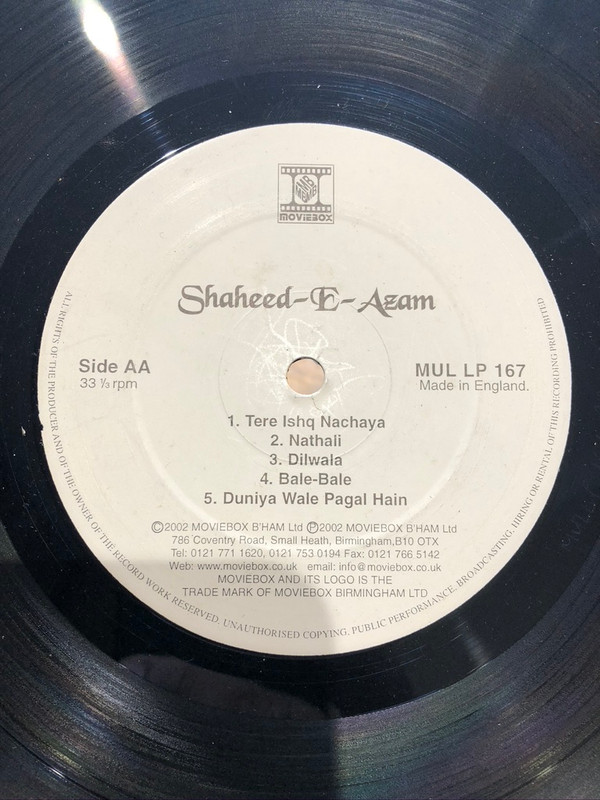 MOVIEBOX
Shaheed-E-Azam
Side AA
33 ⅓ rpm
MUL LP 167
Made in England.
1. Tere Ishq Nachaya
2. Nathali
3. Dilwala
4. Bale-Bale
5. Duniya Wale Pagal Hain
©2002 MOVIEBOX B'HAM Ltd ℗2002 MOVIEBOX B'HAM Ltd
786 Coventry Road, Small Heath, Birmingham,B10 OTX
Tel: 0121 771 1620, 0121 753 0194 Fax: 0121 766 5142
Web: www.moviebox.co.uk email: info@moviebox.co.uk
MOVIEBOX AND ITS LOGO IS THE
TRADE MARK OF MOVIEBOX BIRMINGHAM LTD
ALL RIGHTS OF THE PRODUCER AND OF THE OWNER OF THE RECORD WORK RESERVED. UNAUTHORISED COPYING. PUBLIC PERFORMANCE. BROADCASTING. HIRING OR RENTAL OF THIS RECORDING PROHIBITED